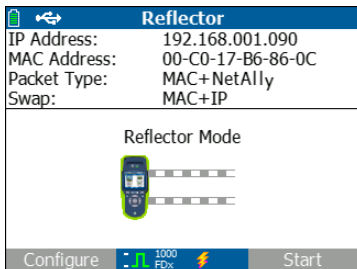 Reflector
IP Address: 192.168.001.090
MAC Address: 00-C0-17-B6-86-0C
Packet Type: MAC+NetAlly
Swap: MAC+IP
Reflector Mode
Configure 1000 FDx Start